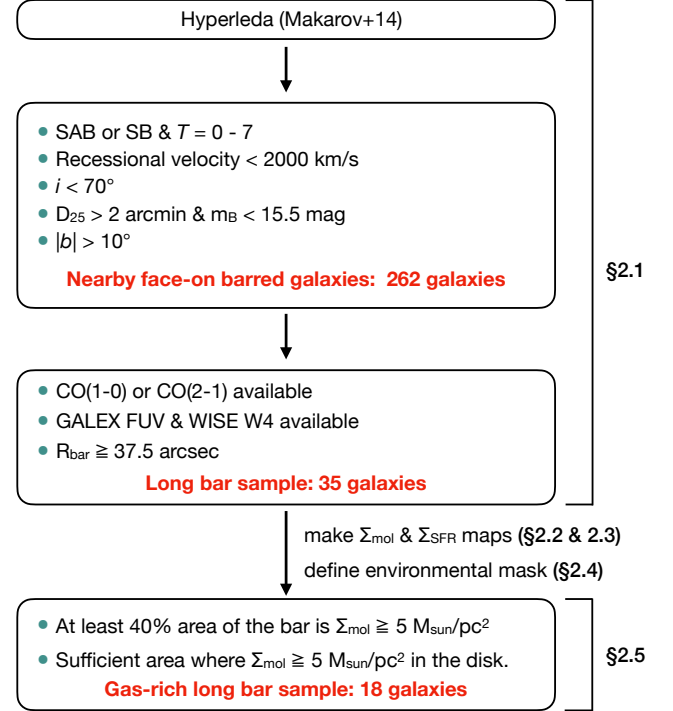 Hyperleda (Makarov+14)
• SAB or SB & T = 0 - 7
• Recessional velocity < 2000 km/s
• i < 70°
• D₂₅ > 2 arcmin & mB < 15.5 mag
• |b| > 10°
Nearby face-on barred galaxies: 262 galaxies
§2.1
• CO(1-0) or CO(2-1) available
• GALEX FUV & WISE W4 available
• Rbar ≧ 37.5 arcsec
Long bar sample: 35 galaxies
make Σmol & ΣSFR maps (§2.2 & 2.3)
define environmental mask (§2.4)
• At least 40% area of the bar is Σmol ≧ 5 Msun/pc²
• Sufficient area where Σmol ≧ 5 Msun/pc² in the disk.
Gas-rich long bar sample: 18 galaxies
§2.5